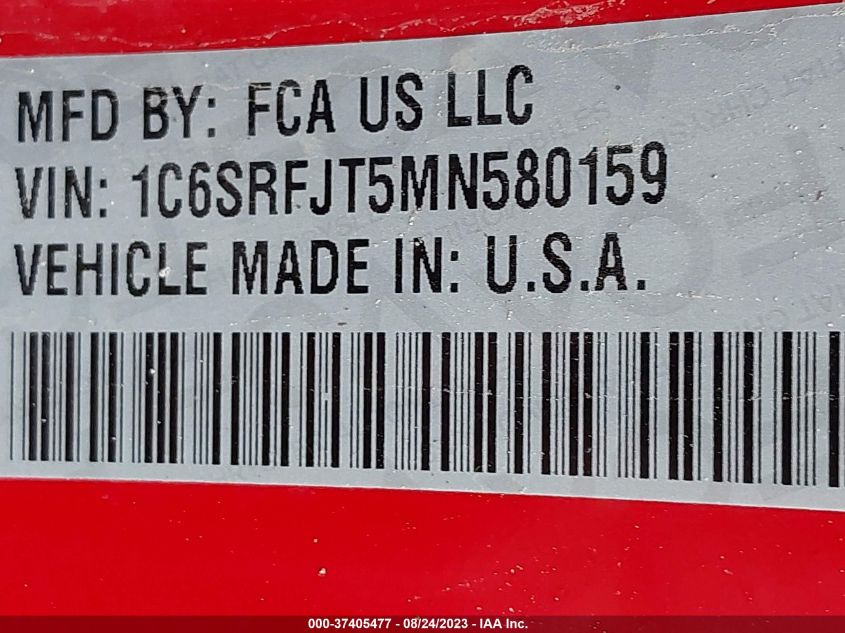 MFD BY: FCA US LLC
VIN: 1C6SRFJT5MN580159
VEHICLE MADE IN: U.S.A.
000-37405477 - 08/24/2023 - IAA Inc.